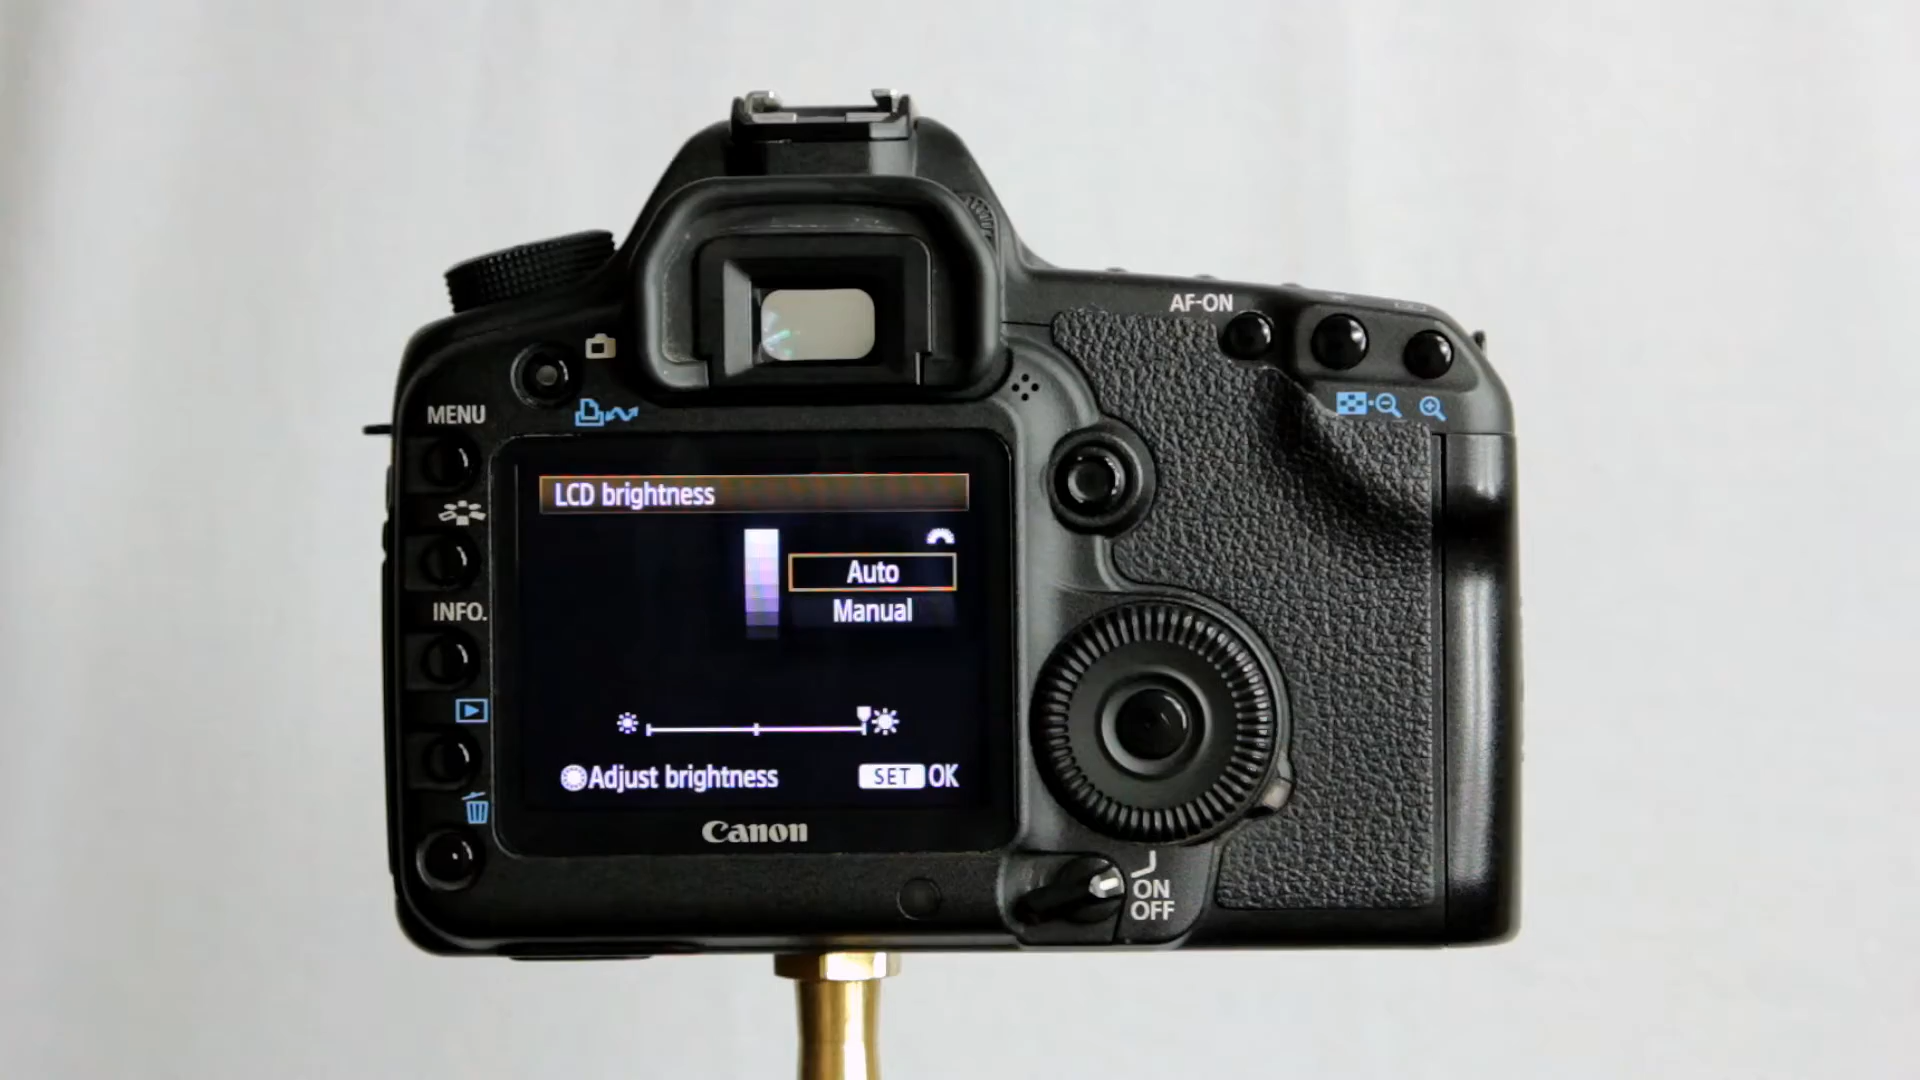 AF-ON
MENU
LCD brightness
Auto
Manual
INFO.
Adjust brightness
SET OK
Canon
ON
OFF